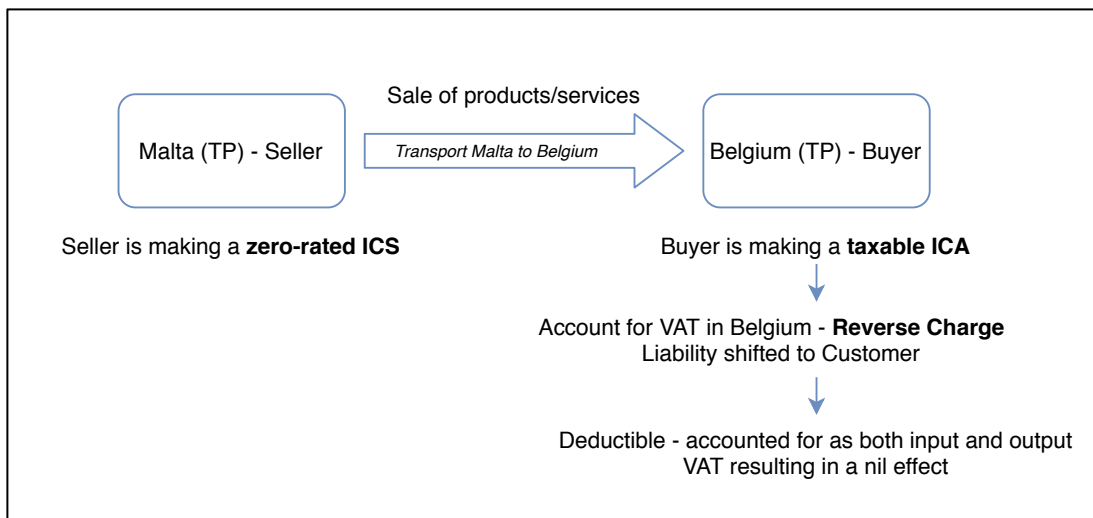 Sale of products/services
Malta (TP) - Seller
Transport Malta to Belgium
Belgium (TP) - Buyer
Seller is making a zero-rated ICS
Buyer is making a taxable ICA
Account for VAT in Belgium - Reverse Charge
Liability shifted to Customer
Deductible - accounted for as both input and output
VAT resulting in a nil effect